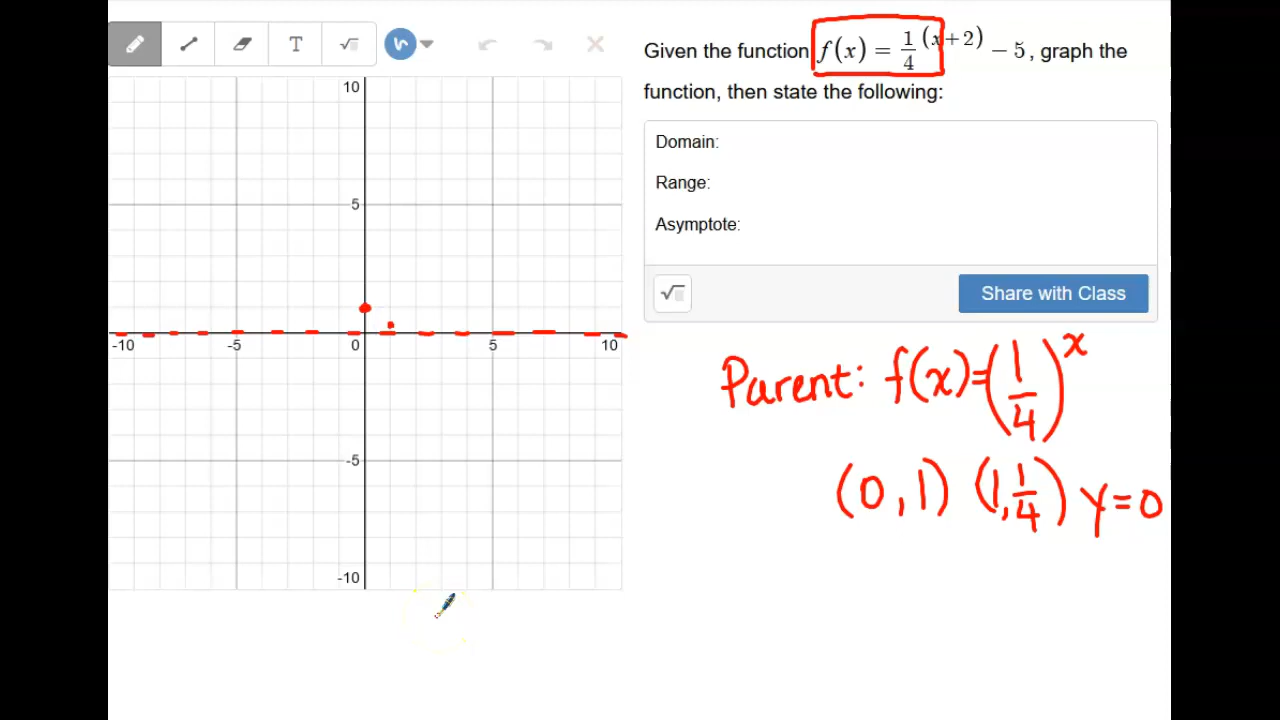 T √
Given the function f(x) = 1/4^(x+2) − 5, graph the
function, then state the following:
Domain:
Range:
Asymptote:
√ Share with Class
10
5
-10 -5 0 5 10
-5
-10
Parent: f(x)=(1/4)^x
(0,1) (1,1/4) y=0